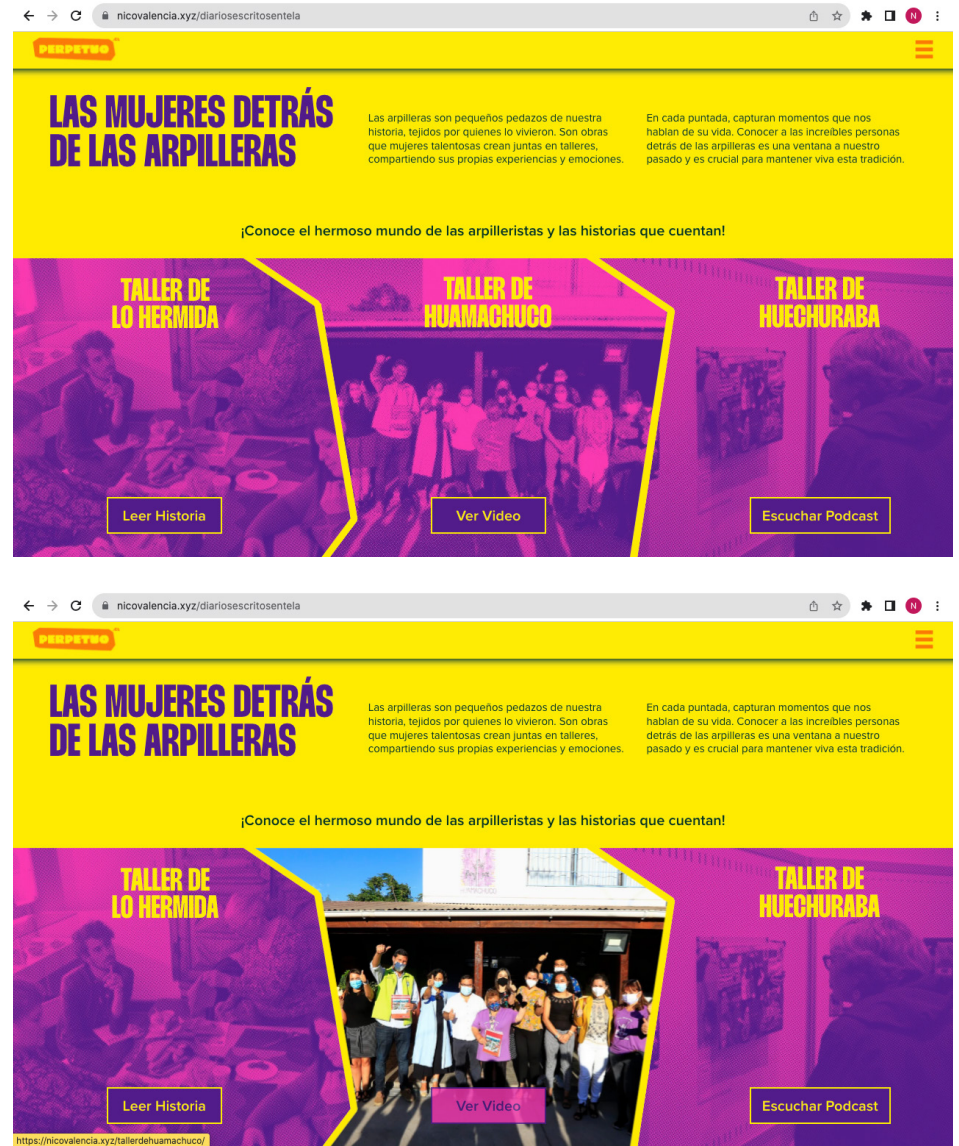 nicovalencia.xyz/diariosescritosentela
N
PERPETUO
LAS MUJERES DETRÁS
DE LAS ARPILLERAS
Las arpilleras son pequeños pedazos de nuestra
historia, tejidos por quienes lo vivieron. Son obras
que mujeres talentosas crean juntas en talleres,
compartiendo sus propias experiencias y emociones.
En cada puntada, capturan momentos que nos
hablan de su vida. Conocer a las increíbles personas
detrás de las arpilleras es una ventana a nuestro
pasado y es crucial para mantener viva esta tradición.
¡Conoce el hermoso mundo de las arpilleristas y las historias que cuentan!
TALLER DE
LO HERMIDA
TALLER DE
HUAMACHUCO
TALLER DE
HUECHURABA
Leer Historia
Ver Video
Escuchar Podcast
nicovalencia.xyz/diariosescritosentela
N
PERPETUO
LAS MUJERES DETRÁS
DE LAS ARPILLERAS
Las arpilleras son pequeños pedazos de nuestra
historia, tejidos por quienes lo vivieron. Son obras
que mujeres talentosas crean juntas en talleres,
compartiendo sus propias experiencias y emociones.
En cada puntada, capturan momentos que nos
hablan de su vida. Conocer a las increíbles personas
detrás de las arpilleras es una ventana a nuestro
pasado y es crucial para mantener viva esta tradición.
¡Conoce el hermoso mundo de las arpilleristas y las historias que cuentan!
TALLER DE
LO HERMIDA
TALLER DE
HUECHURABA
Leer Historia
Ver Video
Escuchar Podcast
https://nicovalencia.xyz/tallerdehuamachuco/